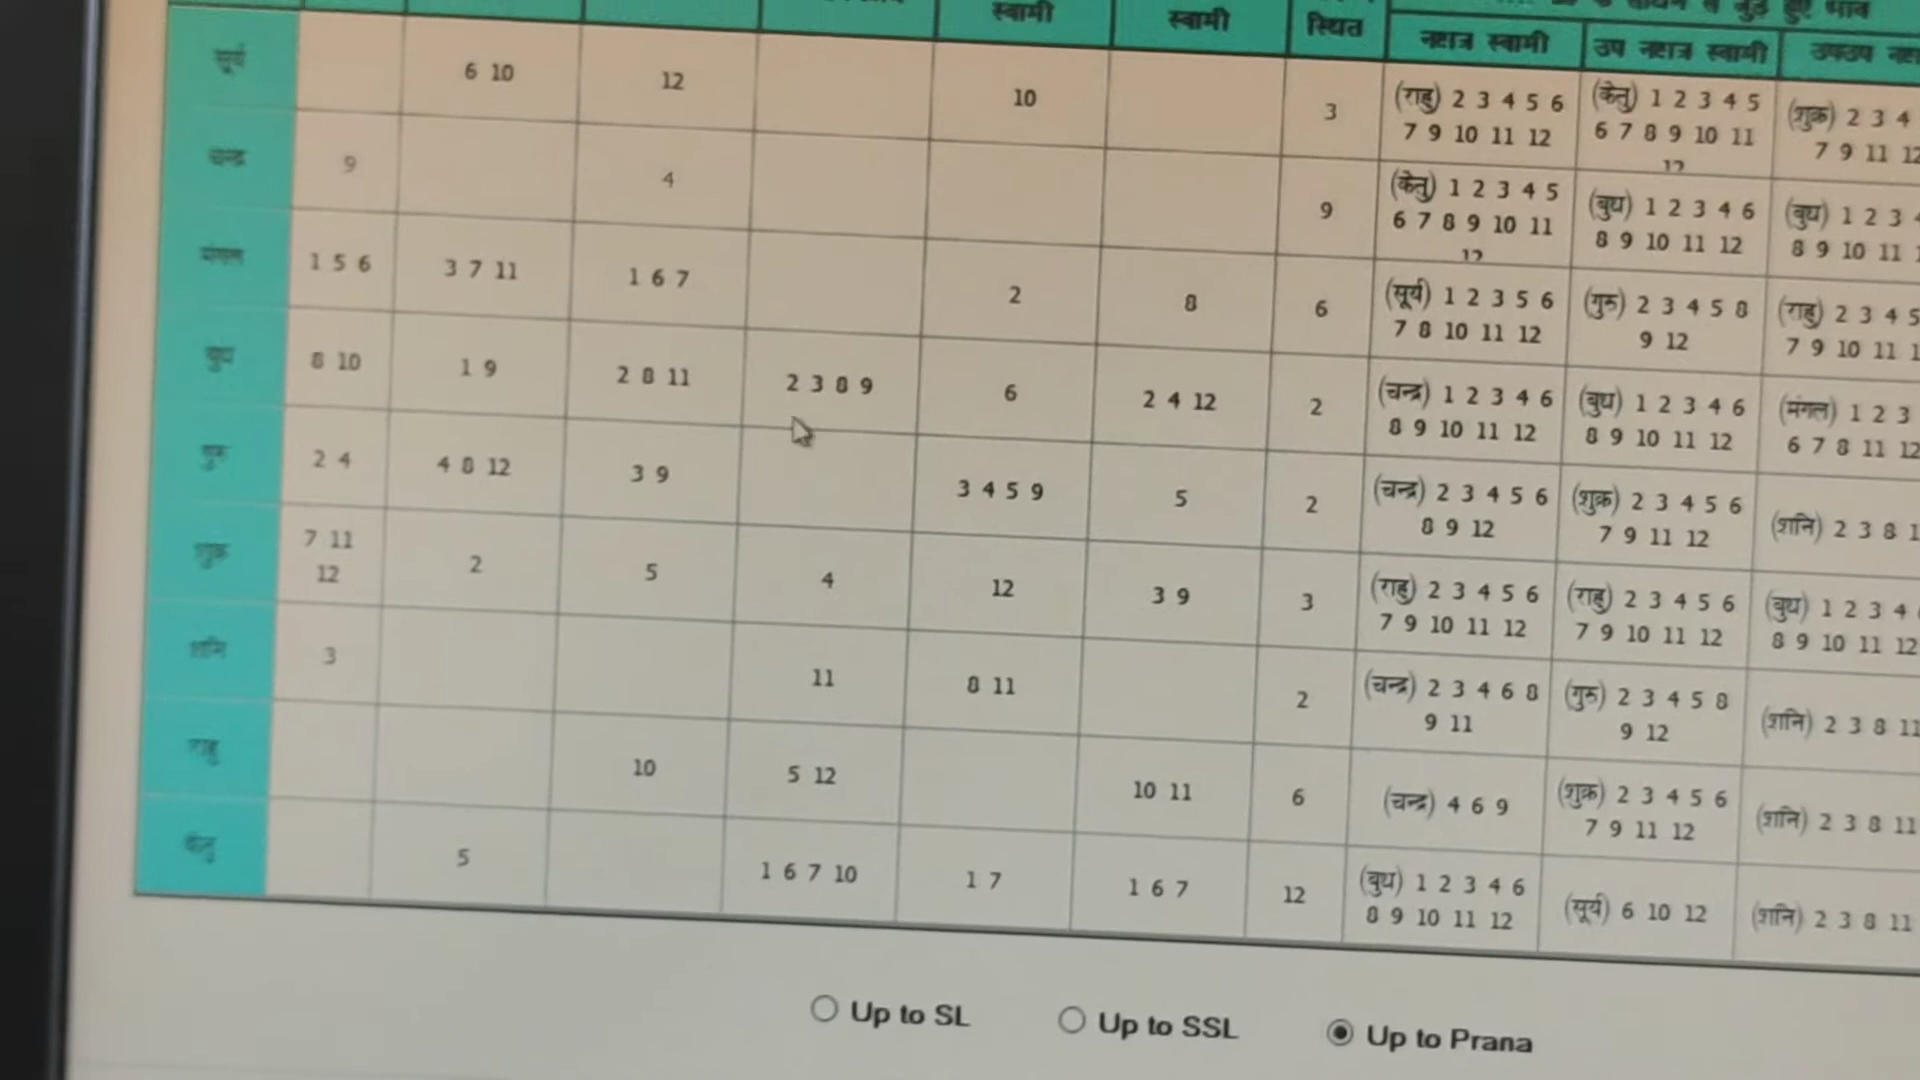 स्वामी
स्वामी
स्थित
नक्षत्र स्वामी
उप नक्षत्र स्वामी
सूर्य
6 10
12
10
3
(राहु) 2 3 4 5 6
7 9 10 11 12
(केतु) 1 2 3 4 5
6 7 8 9 10 11
12
(शुक्र) 2 3 4
7 9 11 12
चन्द्र
9
4
9
(केतु) 1 2 3 4 5
6 7 8 9 10 11
12
(बुध) 1 2 3 4 6
8 9 10 11 12
(बुध) 1 2 3 4
8 9 10 11
मंगल
1 5 6
3 7 11
1 6 7
2
8
6
(सूर्य) 1 2 3 5 6
7 8 10 11 12
(गुरु) 2 3 4 5 8
9 12
(राहु) 2 3 4 5
7 9 10 11
बुध
8 10
1 9
2 8 11
2 3 8 9
6
2 4 12
2
(चन्द्र) 1 2 3 4 6
8 9 10 11 12
(बुध) 1 2 3 4 6
8 9 10 11 12
(मंगल) 1 2 3
6 7 8 11 12
गुरु
2 4
4 8 12
3 9
3 4 5 9
5
2
(चन्द्र) 2 3 4 5 6
8 9 12
(शुक्र) 2 3 4 5 6
7 9 11 12
(शनि) 2 3 8
शुक्र
7 11
12
2
5
4
12
3 9
3
(राहु) 2 3 4 5 6
7 9 10 11 12
(राहु) 2 3 4 5 6
7 9 10 11 12
(बुध) 1 2 3 4
8 9 10 11 12
शनि
3
11
8 11
2
(चन्द्र) 2 3 4 6 8
9 11
(गुरु) 2 3 4 5 8
9 12
(शनि) 2 3 8 11
राहु
10
5 12
10 11
6
(चन्द्र) 4 6 9
(शुक्र) 2 3 4 5 6
7 9 11 12
(शनि) 2 3 8 11
केतु
5
1 6 7 10
1 7
1 6 7
12
(बुध) 1 2 3 4 6
8 9 10 11 12
(सूर्य) 6 10 12
(शनि) 2 3 8 11
Up to SL
Up to SSL
Up to Prana